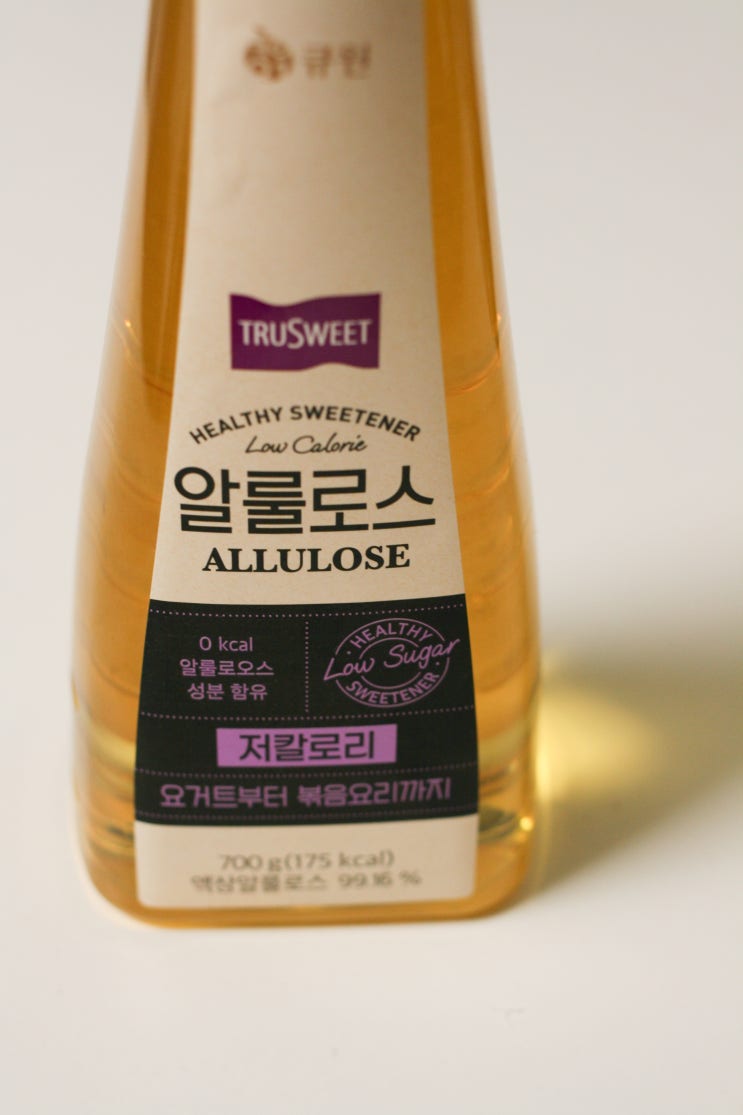 큐원
TRUSWEET
HEALTHY SWEETENER
Low Calorie
알룰로스
ALLULOSE
0 kcal
알룰로오스
성분 함유
HEALTHY
Low Sugar
SWEETENER
저칼로리
요거트부터 볶음요리까지
700 g(175 kcal)
액상알룰로스 99.16 %